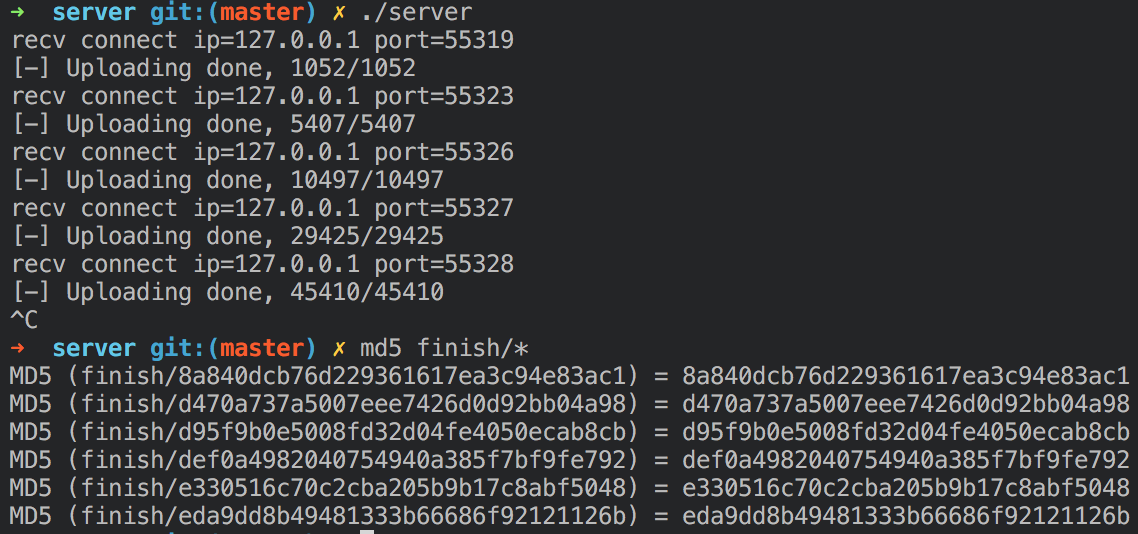 ➜  server git:(master) ✗ ./server
recv connect ip=127.0.0.1 port=55319
[-] Uploading done, 1052/1052
recv connect ip=127.0.0.1 port=55323
[-] Uploading done, 5407/5407
recv connect ip=127.0.0.1 port=55326
[-] Uploading done, 10497/10497
recv connect ip=127.0.0.1 port=55327
[-] Uploading done, 29425/29425
recv connect ip=127.0.0.1 port=55328
[-] Uploading done, 45410/45410
^C
➜  server git:(master) ✗ md5 finish/*
MD5 (finish/8a840dcb76d229361617ea3c94e83ac1) = 8a840dcb76d229361617ea3c94e83ac1
MD5 (finish/d470a737a5007eee7426d0d92bb04a98) = d470a737a5007eee7426d0d92bb04a98
MD5 (finish/d95f9b0e5008fd32d04fe4050ecab8cb) = d95f9b0e5008fd32d04fe4050ecab8cb
MD5 (finish/def0a4982040754940a385f7bf9fe792) = def0a4982040754940a385f7bf9fe792
MD5 (finish/e330516c70c2cba205b9b17c8abf5048) = e330516c70c2cba205b9b17c8abf5048
MD5 (finish/eda9dd8b49481333b66686f92121126b) = eda9dd8b49481333b66686f92121126b